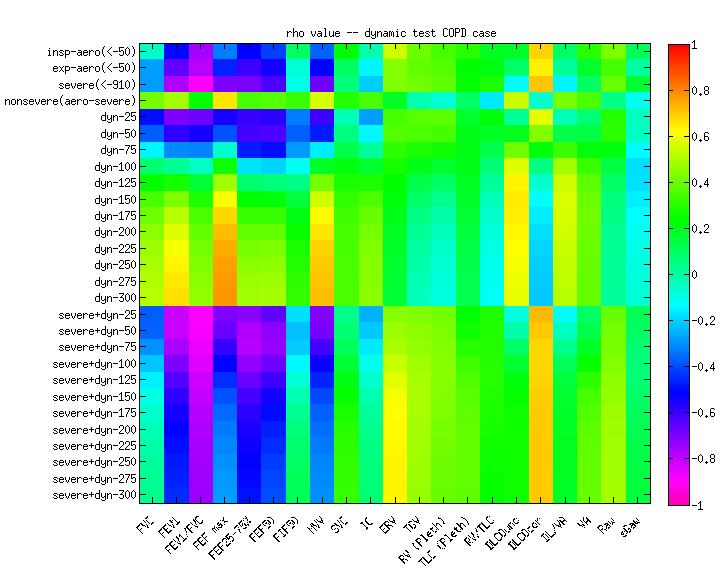 rho value -- dynamic test COPD case
insp-aero(<-50)
exp-aero(<-50)
severe(<-910)
nonsevere(aero-severe)
dyn-25
dyn-50
dyn-75
dyn-100
dyn-125
dyn-150
dyn-175
dyn-200
dyn-225
dyn-250
dyn-275
dyn-300
severe+dyn-25
severe+dyn-50
severe+dyn-75
severe+dyn-100
severe+dyn-125
severe+dyn-150
severe+dyn-175
severe+dyn-200
severe+dyn-225
severe+dyn-250
severe+dyn-275
severe+dyn-300
FVC
FEV1
FEV1/FVC
FEF max
FEF25-75%
FEF50
FIF50
MVV
SVC
IC
ERV
TGV
RV (Pleth)
TLC (Pleth)
RV/TLC
DLCOunc
DLCOcor
DL/VA
VA
Raw
sGaw
1
0.8
0.6
0.4
0.2
0
-0.2
-0.4
-0.6
-0.8
-1